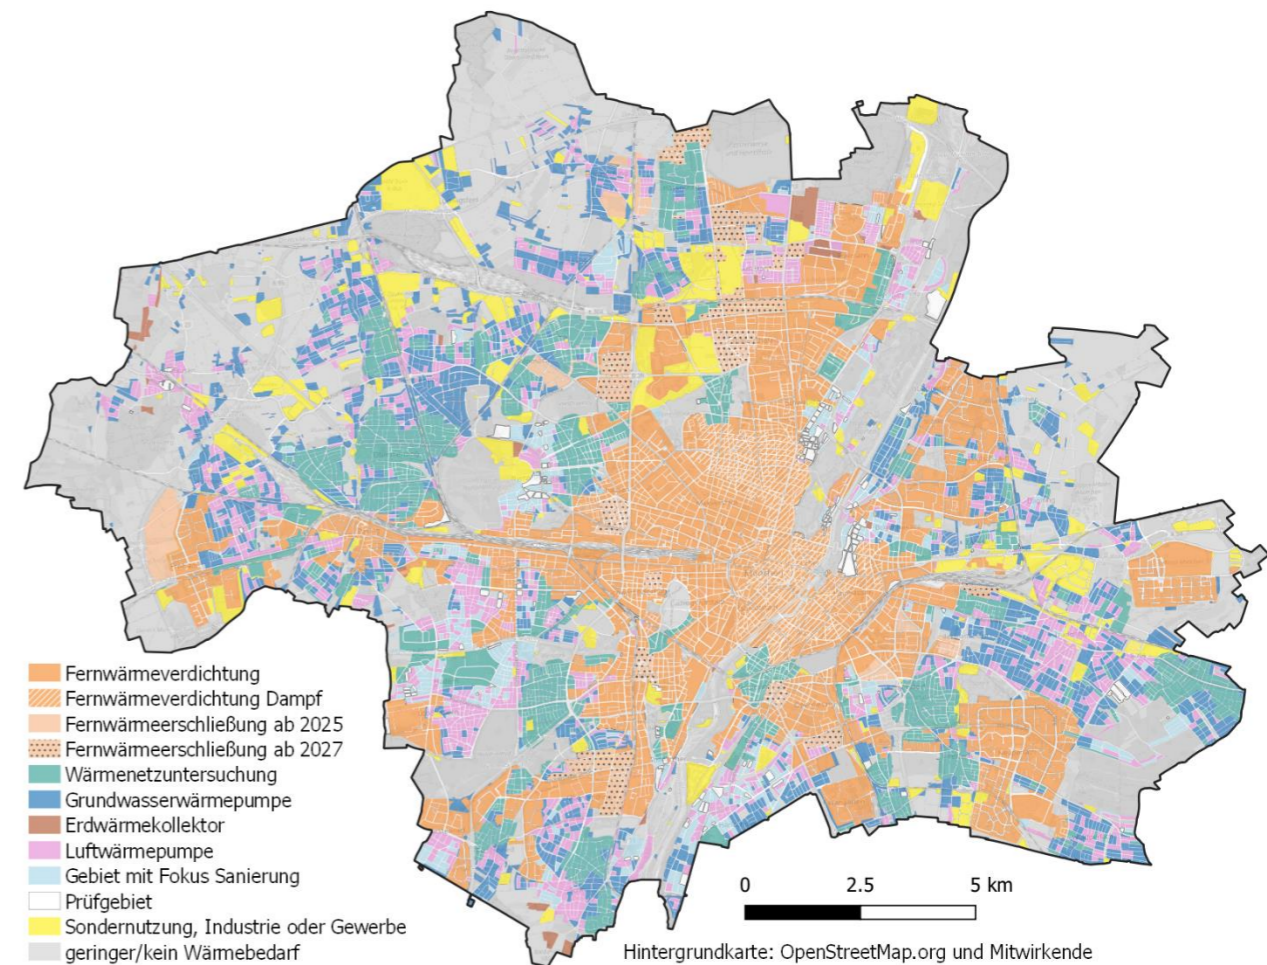 Fernwärmeverdichtung
Fernwärmeverdichtung Dampf
Fernwärmeerschließung ab 2025
Fernwärmeerschließung ab 2027
Wärmenetzuntersuchung
Grundwasserwärmepumpe
Erdwärmekollektor
Luftwärmepumpe
Gebiet mit Fokus Sanierung
Prüfgebiet
Sondernutzung, Industrie oder Gewerbe
geringer/kein Wärmebedarf
0 2.5 5 km
Hintergrundkarte: OpenStreetMap.org und Mitwirkende